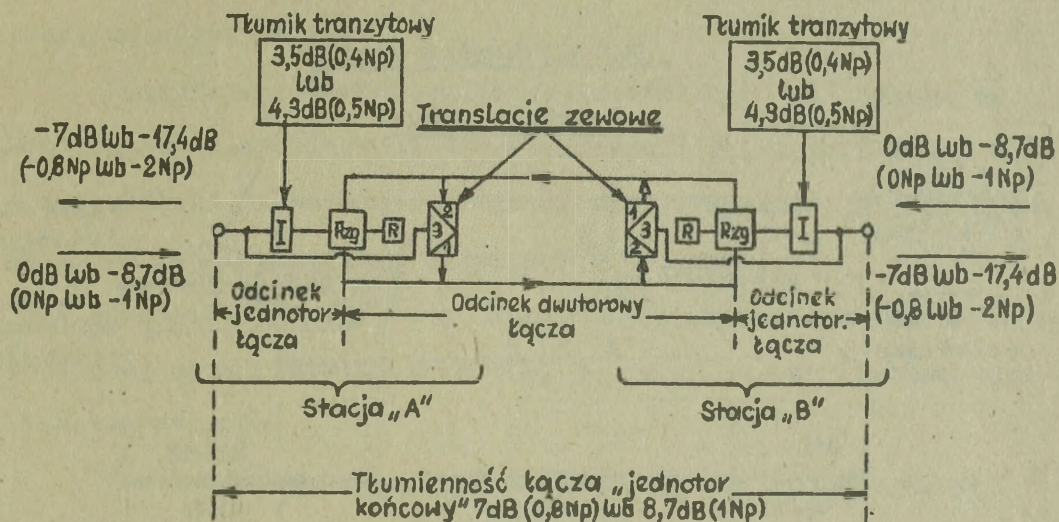 Tłumik tranzytowy
3,5dB(0,4Np)
lub
4,3dB(0,5Np)
Tłumik tranzytowy
3,5dB(0,4Np)
lub
4,3dB(0,5Np)
Translacie zewowe
-7dB lub -17,4dB
(-0,8Np lub -2Np)
0dB lub -8,7dB
(0Np lub -1Np)
I
Rzg
R
2
3
1
1
3
2
R
Rzg
I
0dB lub -8,7dB
(0Np lub -1Np)
-7dB lub -17,4dB
(-0,8 lub -2Np)
Odcinek
jednotor
łącza
Odcinek dwutorowy
łącza
Odcinek
jednotor.
łącza
Stacja „A"
Stacja „B"
Tłumienność łącza „jednotor
końcowy" 7dB (0,8Np) lub 8,7dB (1Np)